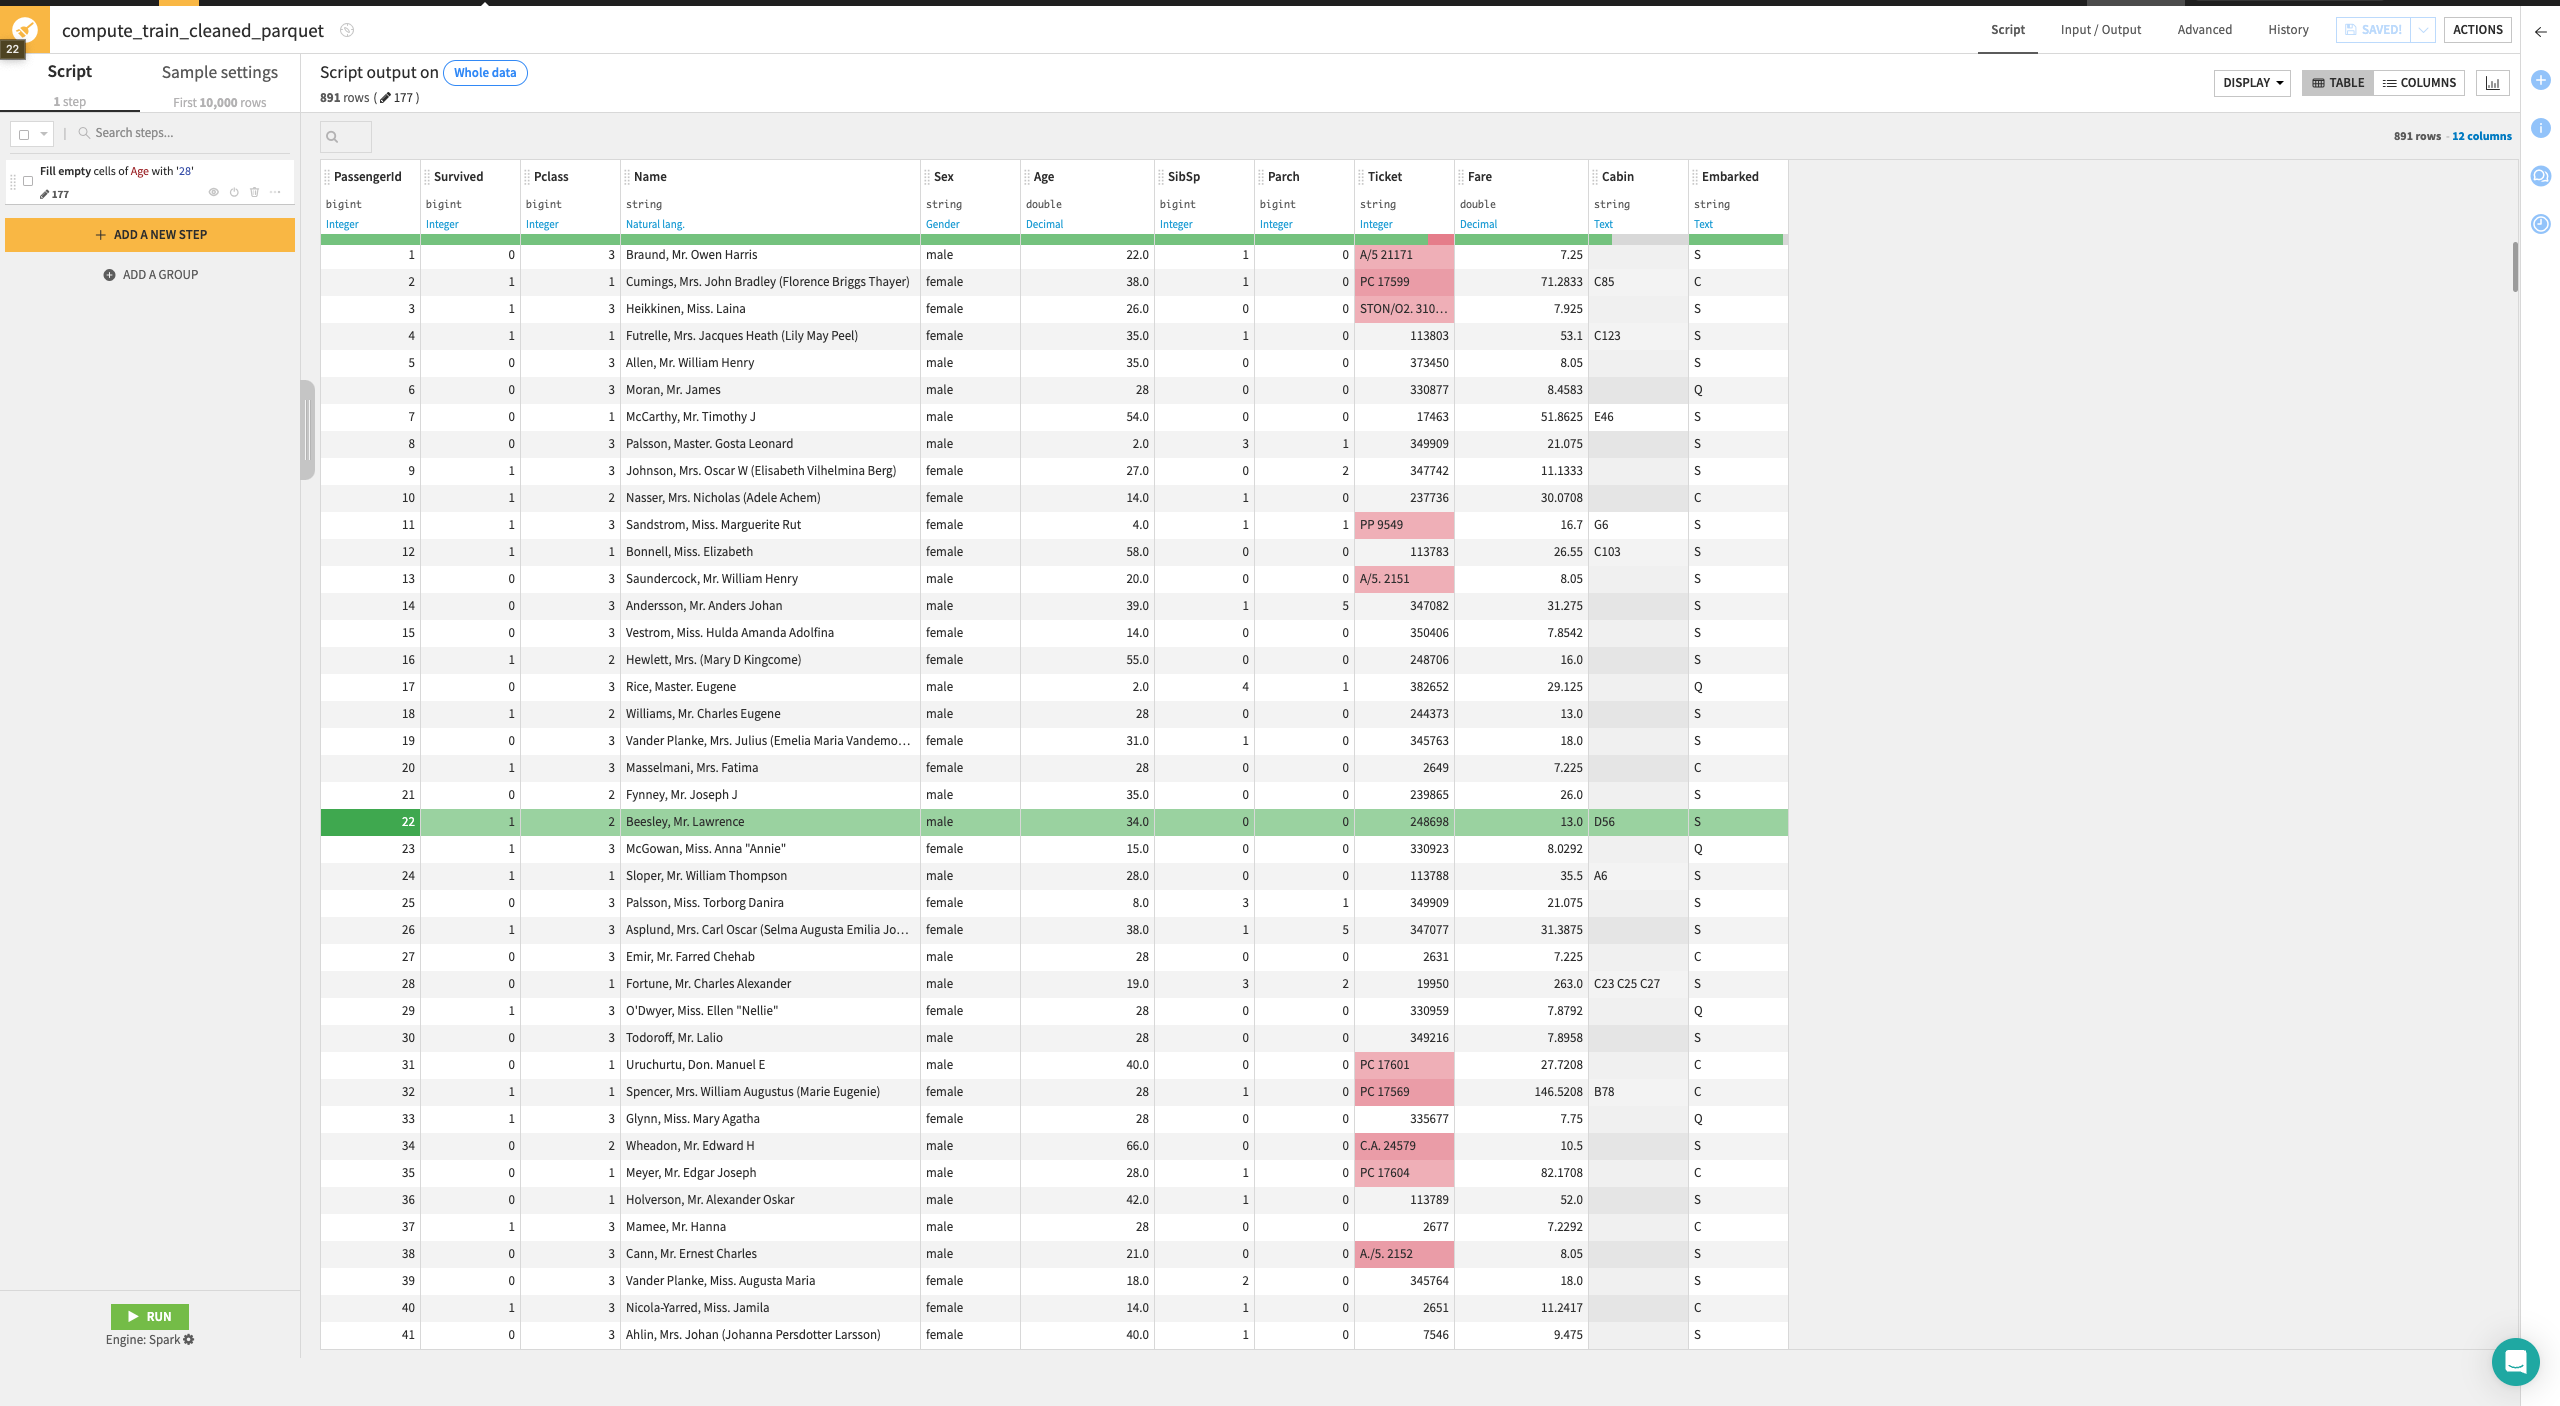 compute_train_cleaned_parquet
Script Input / Output Advanced History SAVED! ACTIONS
22
Script Sample settings
1 step First 10,000 rows
Script output on Whole data
891 rows ( 177 )
DISPLAY TABLE COLUMNS
Search steps...
891 rows - 12 columns
Fill empty cells of Age with '28'
177
ADD A NEW STEP
ADD A GROUP
PassengerId Survived Pclass Name Sex Age SibSp Parch Ticket Fare Cabin Embarked
bigint bigint bigint string string double bigint bigint string double string string
Integer Integer Integer Natural lang. Gender Decimal Integer Integer Integer Decimal Text Text
1 0 3 Braund, Mr. Owen Harris male 22.0 1 0 A/5 21171 7.25 S
2 1 1 Cumings, Mrs. John Bradley (Florence Briggs Thayer) female 38.0 1 0 PC 17599 71.2833 C85 C
3 1 3 Heikkinen, Miss. Laina female 26.0 0 0 STON/O2. 310... 7.925 S
4 1 1 Futrelle, Mrs. Jacques Heath (Lily May Peel) female 35.0 1 0 113803 53.1 C123 S
5 0 3 Allen, Mr. William Henry male 35.0 0 0 373450 8.05 S
6 0 3 Moran, Mr. James male 28 0 0 330877 8.4583 Q
7 0 1 McCarthy, Mr. Timothy J male 54.0 0 0 17463 51.8625 E46 S
8 0 3 Palsson, Master. Gosta Leonard male 2.0 3 1 349909 21.075 S
9 1 3 Johnson, Mrs. Oscar W (Elisabeth Vilhelmina Berg) female 27.0 0 2 347742 11.1333 S
10 1 2 Nasser, Mrs. Nicholas (Adele Achem) female 14.0 1 0 237736 30.0708 C
11 1 3 Sandstrom, Miss. Marguerite Rut female 4.0 1 1 PP 9549 16.7 G6 S
12 1 1 Bonnell, Miss. Elizabeth female 58.0 0 0 113783 26.55 C103 S
13 0 3 Saundercock, Mr. William Henry male 20.0 0 0 A/5. 2151 8.05 S
14 0 3 Andersson, Mr. Anders Johan male 39.0 1 5 347082 31.275 S
15 0 3 Vestrom, Miss. Hulda Amanda Adolfina female 14.0 0 0 350406 7.8542 S
16 1 2 Hewlett, Mrs. (Mary D Kingcome) female 55.0 0 0 248706 16.0 S
17 0 3 Rice, Master. Eugene male 2.0 4 1 382652 29.125 Q
18 1 2 Williams, Mr. Charles Eugene male 28 0 0 244373 13.0 S
19 0 3 Vander Planke, Mrs. Julius (Emelia Maria Vandemo... female 31.0 1 0 345763 18.0 S
20 1 3 Masselmani, Mrs. Fatima female 28 0 0 2649 7.225 C
21 0 2 Fynney, Mr. Joseph J male 35.0 0 0 239865 26.0 S
22 1 2 Beesley, Mr. Lawrence male 34.0 0 0 248698 13.0 D56 S
23 1 3 McGowan, Miss. Anna "Annie" female 15.0 0 0 330923 8.0292 Q
24 1 1 Sloper, Mr. William Thompson male 28.0 0 0 113788 35.5 A6 S
25 0 3 Palsson, Miss. Torborg Danira female 8.0 3 1 349909 21.075 S
26 1 3 Asplund, Mrs. Carl Oscar (Selma Augusta Emilia Jo... female 38.0 1 5 347077 31.3875 S
27 0 3 Emir, Mr. Farred Chehab male 28 0 0 2631 7.225 C
28 0 1 Fortune, Mr. Charles Alexander male 19.0 3 2 19950 263.0 C23 C25 C27 S
29 1 3 O'Dwyer, Miss. Ellen "Nellie" female 28 0 0 330959 7.8792 Q
30 0 3 Todoroff, Mr. Lalio male 28 0 0 349216 7.8958 S
31 0 1 Uruchurtu, Don. Manuel E male 40.0 0 0 PC 17601 27.7208 C
32 1 1 Spencer, Mrs. William Augustus (Marie Eugenie) female 28 1 0 PC 17569 146.5208 B78 C
33 1 3 Glynn, Miss. Mary Agatha female 28 0 0 335677 7.75 Q
34 0 2 Wheadon, Mr. Edward H male 66.0 0 0 C.A. 24579 10.5 S
35 0 1 Meyer, Mr. Edgar Joseph male 28.0 1 0 PC 17604 82.1708 C
36 0 1 Holverson, Mr. Alexander Oskar male 42.0 1 0 113789 52.0 S
37 1 3 Mamee, Mr. Hanna male 28 0 0 2677 7.2292 C
38 0 3 Cann, Mr. Ernest Charles male 21.0 0 0 A./5. 2152 8.05 S
39 0 3 Vander Planke, Miss. Augusta Maria female 18.0 2 0 345764 18.0 S
40 1 3 Nicola-Yarred, Miss. Jamila female 14.0 1 0 2651 11.2417 C
41 0 3 Ahlin, Mrs. Johan (Johanna Persdotter Larsson) female 40.0 1 0 7546 9.475 S
RUN
Engine: Spark